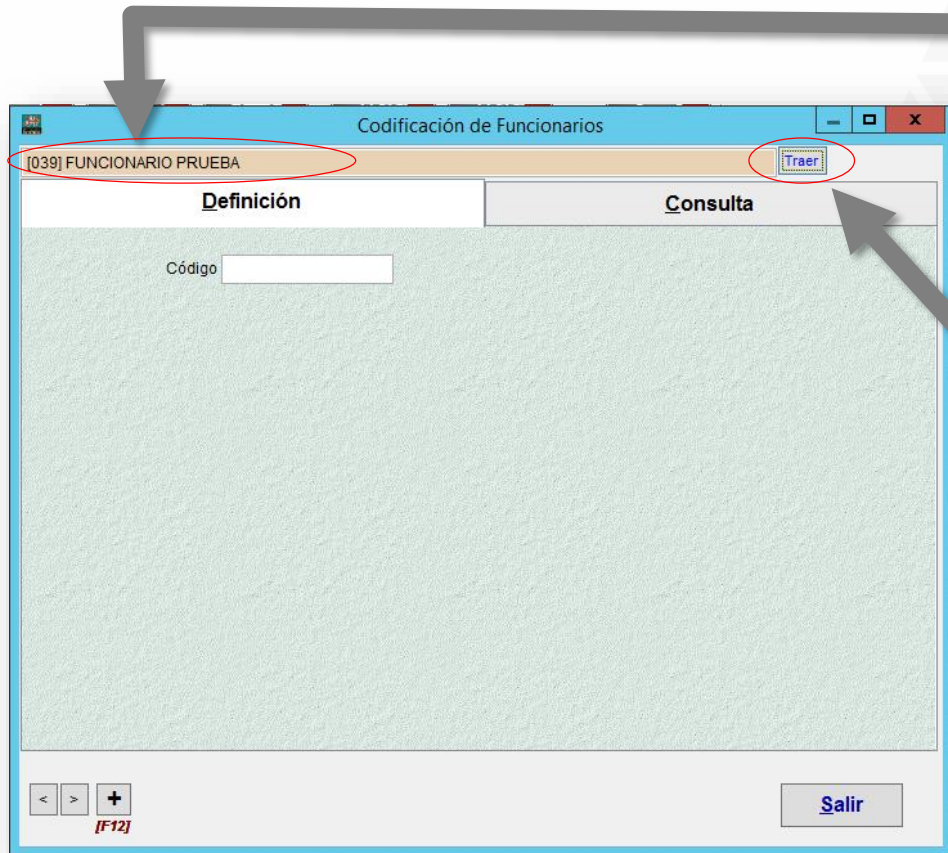 Codificación de Funcionarios
[039] FUNCIONARIO PRUEBA
Traer
Definición
Consulta
Código
< > +
[F12]
Salir